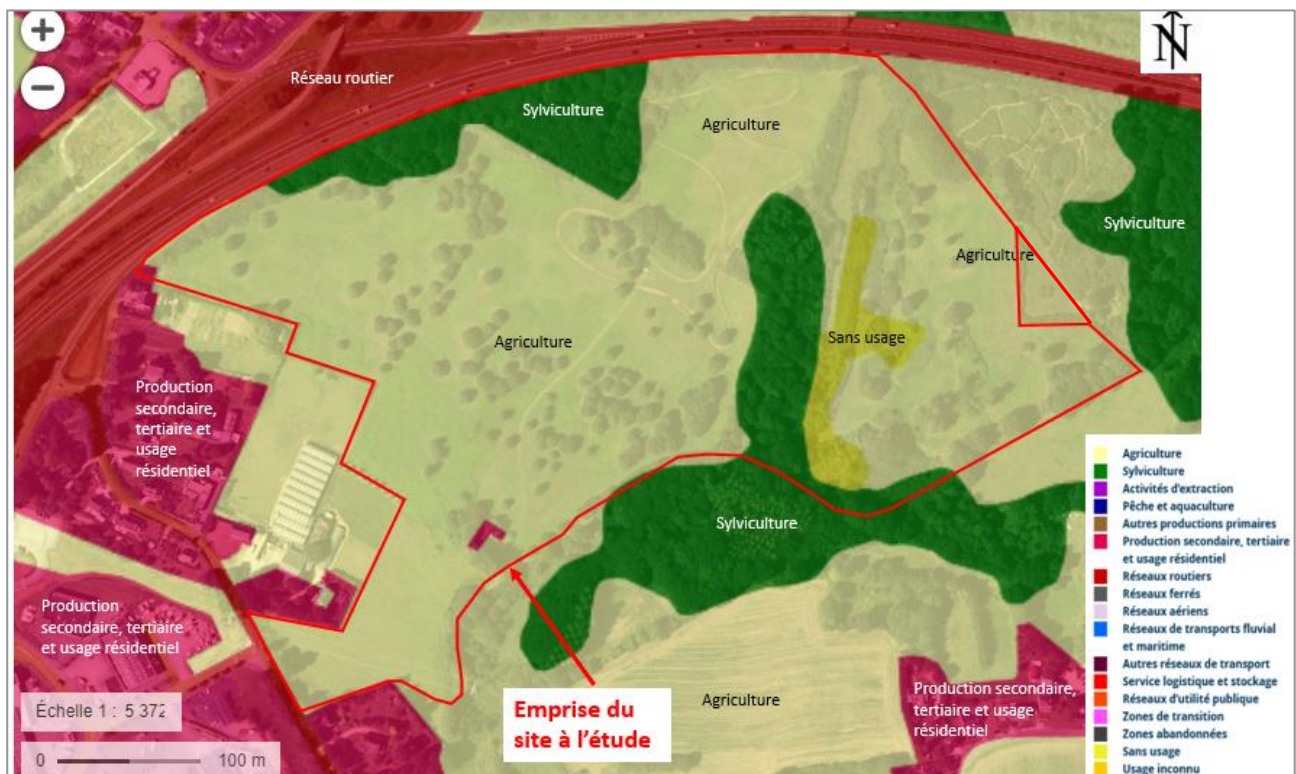 +
−
N
Réseau routier
Sylviculture
Agriculture
Sylviculture
Agriculture
Agriculture
Sans usage
Production
secondaire,
tertiaire et
usage
résidentiel
Sylviculture
Production
secondaire, tertiaire
et usage résidentiel
Emprise du
site à l'étude
Agriculture
Production secondaire,
tertiaire et usage
résidentiel
Échelle 1 : 5 372
0 100 m
Agriculture
Sylviculture
Activités d'extraction
Pêche et aquaculture
Autres productions primaires
Production secondaire, tertiaire
et usage résidentiel
Réseaux routiers
Réseaux ferrés
Réseaux aériens
Réseaux de transports fluvial
et maritime
Autres réseaux de transport
Service logistique et stockage
Réseaux d'utilité publique
Zones de transition
Zones abandonnées
Sans usage
Usage inconnu